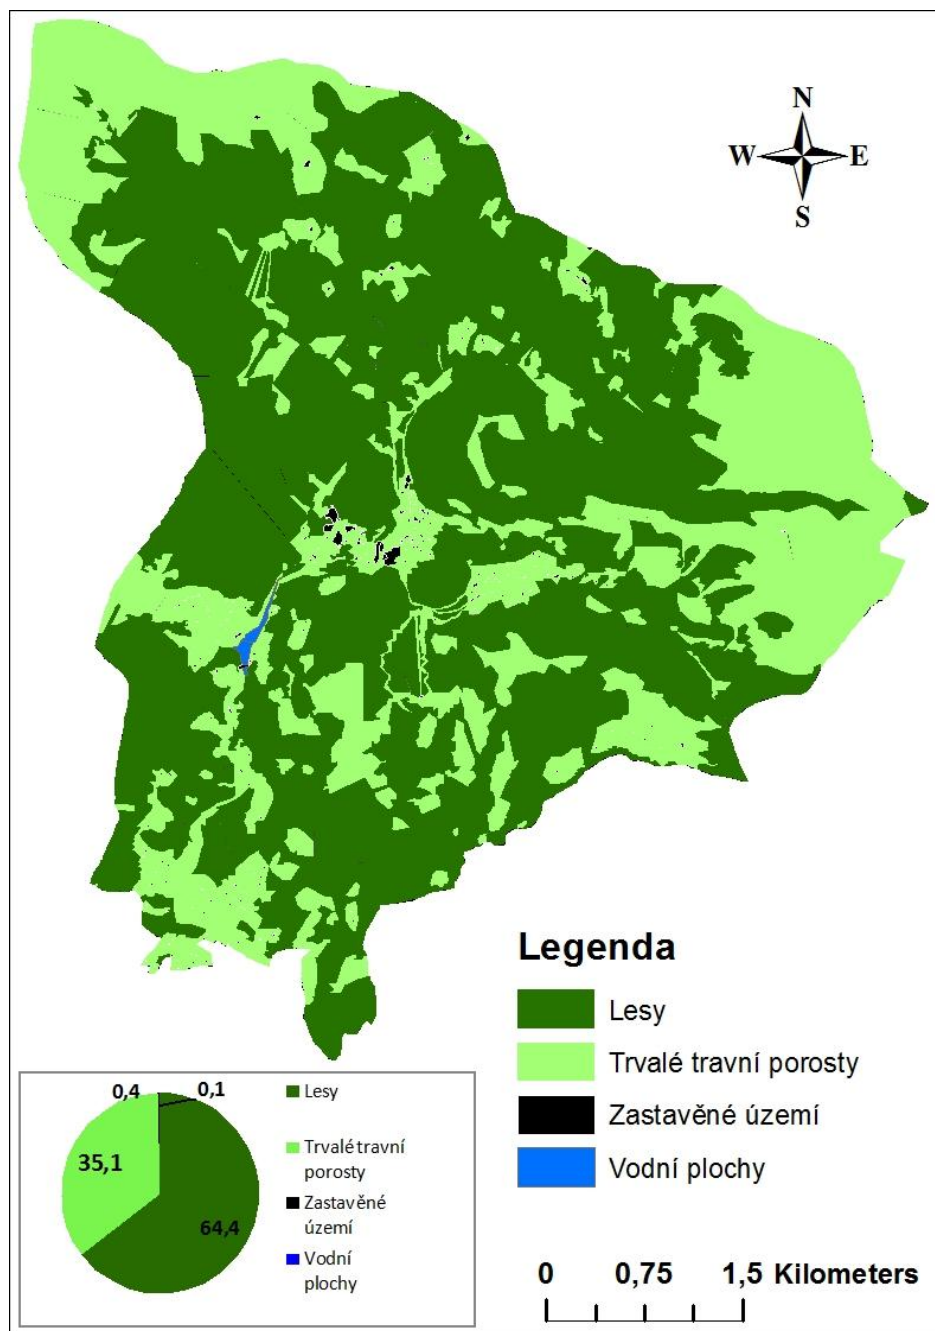 N
W E
S
Legenda
Lesy
Trvalé travní porosty
Zastavěné území
Vodní plochy
0,4 0,1
35,1
64,4
Lesy
Trvalé travní
porosty
Zastavěné
území
Vodní
plochy
0 0,75 1,5 Kilometers